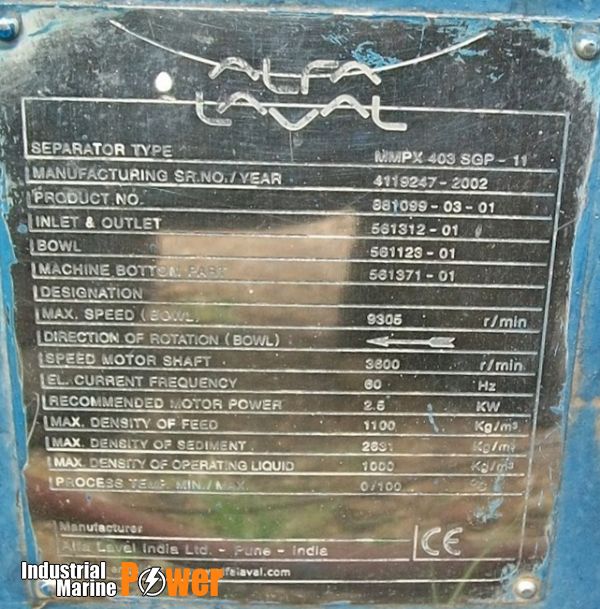 ALFA
LAVAL
SEPARATOR TYPE MMPX 403 SGP - 11
MANUFACTURING SR.NO./YEAR 4119247-2002
PRODUCT NO. 881099-03-01
INLET & OUTLET 561312-01
BOWL 561123-01
MACHINE BOTTOM PART 561371-01
DESIGNATION
MAX. SPEED (BOWL) 9305 r/min
DIRECTION OF ROTATION (BOWL)
SPEED MOTOR SHAFT 3600 r/min
EL. CURRENT FREQUENCY 60 Hz
RECOMMENDED MOTOR POWER 2.5 KW
MAX. DENSITY OF FEED 1100 Kg/m³
MAX. DENSITY OF SEDIMENT 2631 Kg/m³
MAX. DENSITY OF OPERATING LIQUID 1000 Kg/m³
PROCESS TEMP. MIN./MAX. 0/100 °C
Manufacturer
Alfa Laval India Ltd. - Pune - India
CE
Industrial
Marine Power